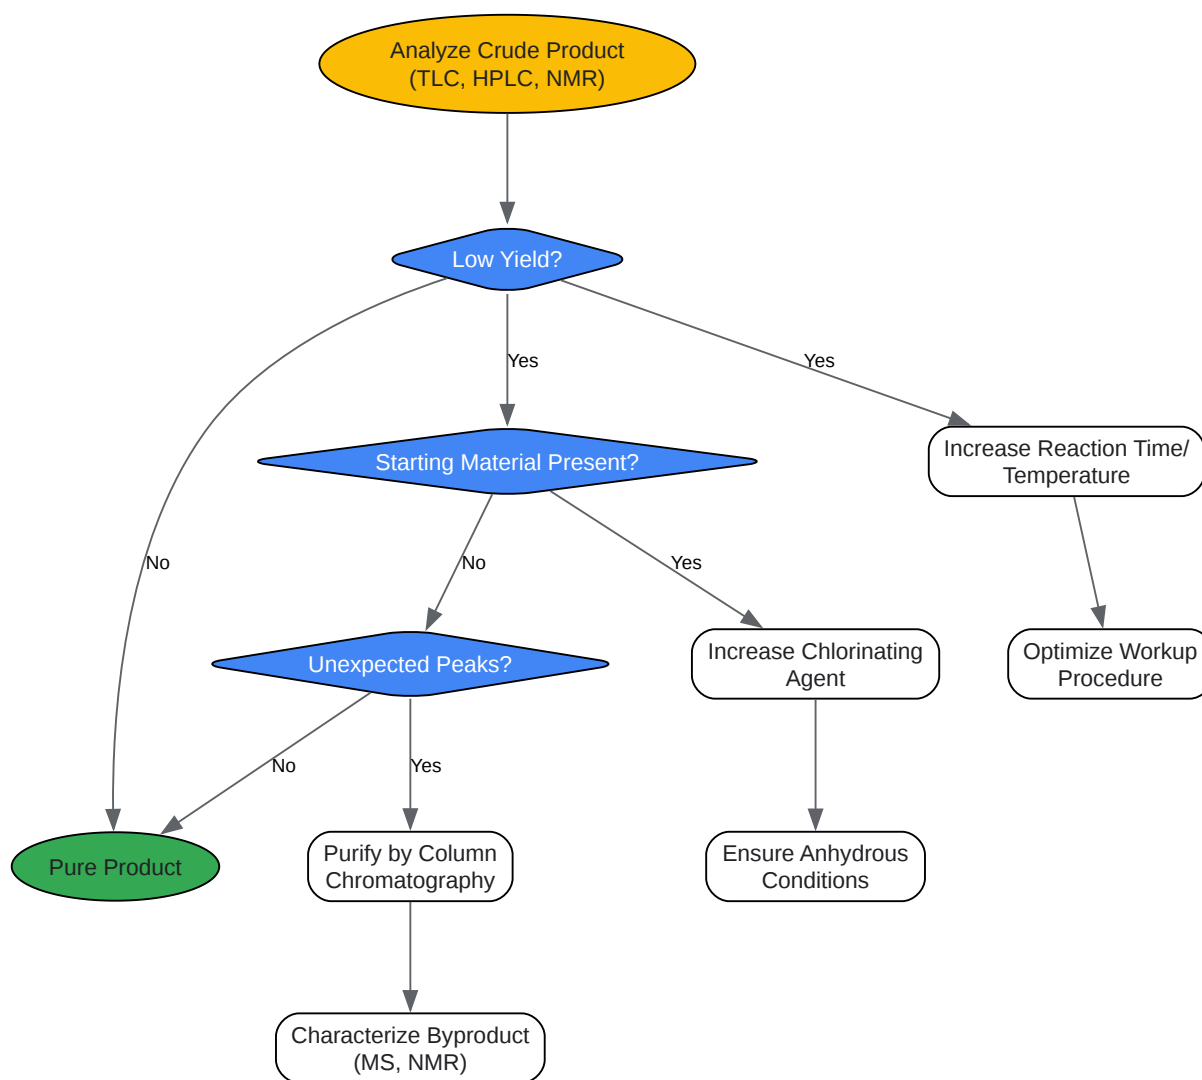 Analyze Crude Product
(TLC, HPLC, NMR)
Low Yield?
Yes
Yes
Increase Reaction Time/
Temperature
Starting Material Present?
No
No
Yes
Increase Chlorinating
Agent
Optimize Workup
Procedure
Unexpected Peaks?
No
Yes
Pure Product
Purify by Column
Chromatography
Ensure Anhydrous
Conditions
Characterize Byproduct
(MS, NMR)